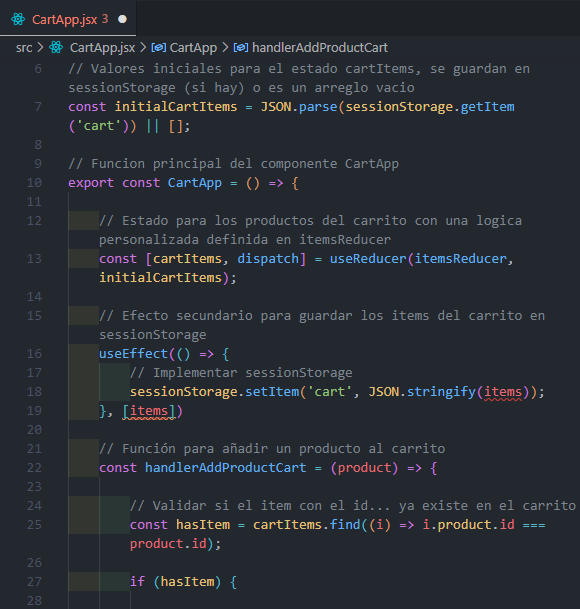 CartApp.jsx 3
src > CartApp.jsx > CartApp > handlerAddProductCart
6 // Valores iniciales para el estado cartItems, se guardan en
sessionStorage (si hay) o es un arreglo vacio
7 const initialCartItems = JSON.parse(sessionStorage.getItem
('cart')) || [];
8
9 // Funcion principal del componente CartApp
10 export const CartApp = () => {
11
12 // Estado para los productos del carrito con una logica
personalizada definida en itemsReducer
13 const [cartItems, dispatch] = useReducer(itemsReducer,
initialCartItems);
14
15 // Efecto secundario para guardar los items del carrito en
sessionStorage
16 useEffect(() => {
17 // Implementar sessionStorage
18 sessionStorage.setItem('cart', JSON.stringify(items));
19 }, [items])
20
21 // Función para añadir un producto al carrito
22 const handlerAddProductCart = (product) => {
23
24 // Validar si el item con el id... ya existe en el carrito
25 const hasItem = cartItems.find((i) => i.product.id ===
product.id);
26
27 if (hasItem) {
28